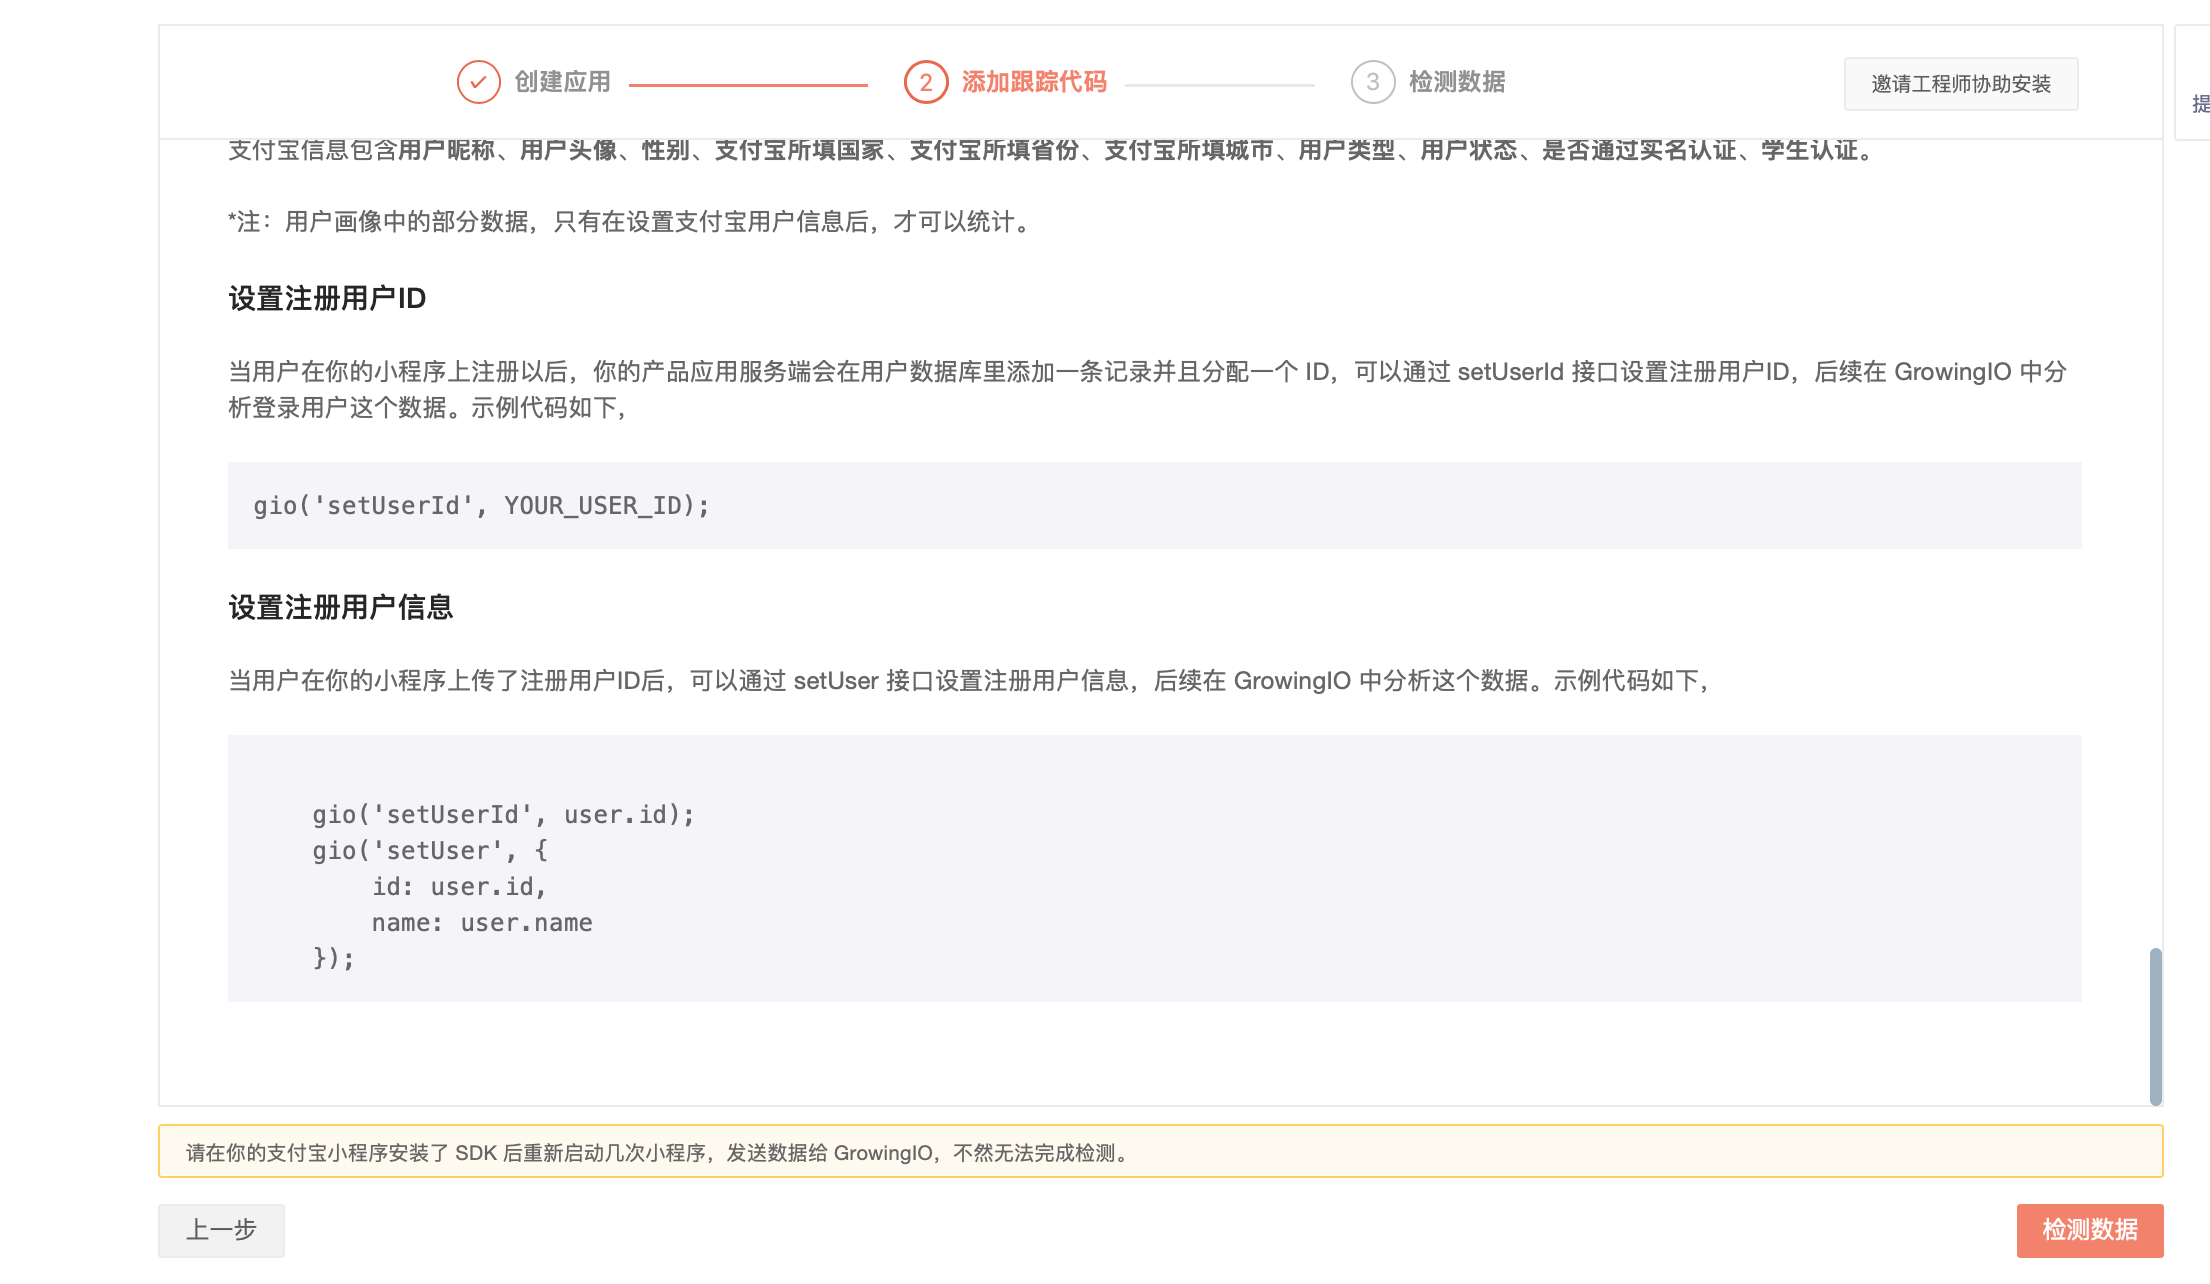 创建应用
2 添加跟踪代码
3 检测数据
邀请工程师协助安装
提
支付宝信息包含用户昵称、用户头像、性别、支付宝所填国家、支付宝所填省份、支付宝所填城市、用户类型、用户状态、是否通过实名认证、学生认证。
*注：用户画像中的部分数据，只有在设置支付宝用户信息后，才可以统计。
设置注册用户ID
当用户在你的小程序上注册以后，你的产品应用服务端会在用户数据库里添加一条记录并且分配一个 ID，可以通过 setUserId 接口设置注册用户ID，后续在 GrowingIO 中分
析登录用户这个数据。示例代码如下，
gio('setUserId', YOUR_USER_ID);
设置注册用户信息
当用户在你的小程序上传了注册用户ID后，可以通过 setUser 接口设置注册用户信息，后续在 GrowingIO 中分析这个数据。示例代码如下，
gio('setUserId', user.id);
gio('setUser', {
id: user.id,
name: user.name
});
请在你的支付宝小程序安装了 SDK 后重新启动几次小程序，发送数据给 GrowingIO，不然无法完成检测。
上一步
检测数据